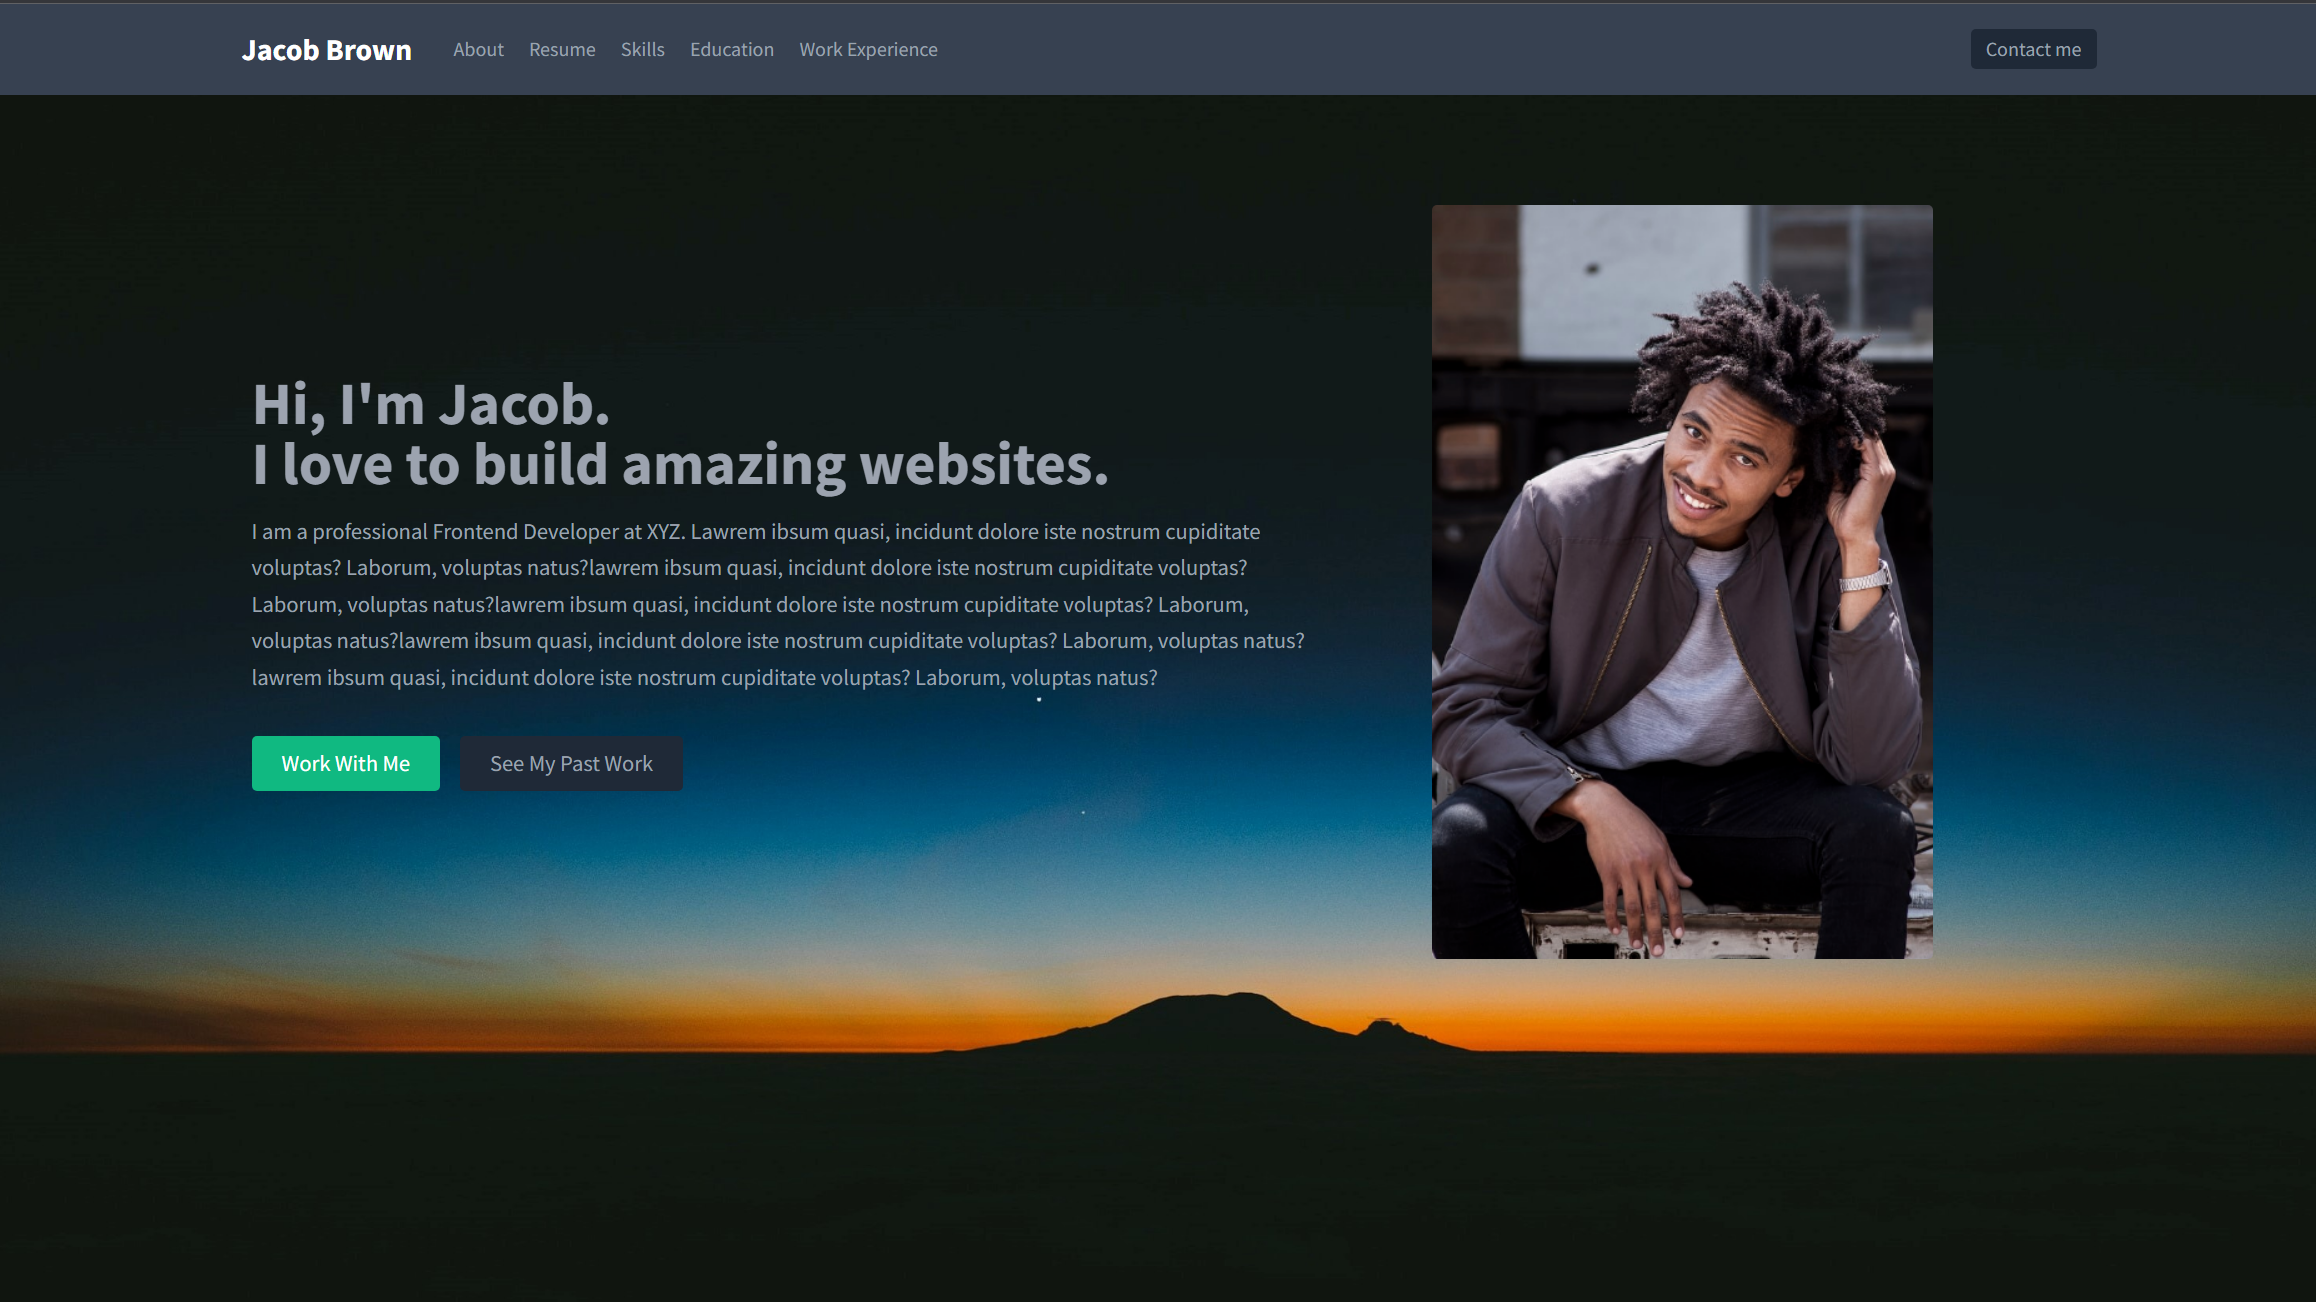 Jacob Brown About Resume Skills Education Work Experience Contact me
Hi, I'm Jacob.
I love to build amazing websites.
I am a professional Frontend Developer at XYZ. Lawrem ibsum quasi, incidunt dolore iste nostrum cupiditate
voluptas? Laborum, voluptas natus?lawrem ibsum quasi, incidunt dolore iste nostrum cupiditate voluptas?
Laborum, voluptas natus?lawrem ibsum quasi, incidunt dolore iste nostrum cupiditate voluptas? Laborum,
voluptas natus?lawrem ibsum quasi, incidunt dolore iste nostrum cupiditate voluptas? Laborum, voluptas natus?
lawrem ibsum quasi, incidunt dolore iste nostrum cupiditate voluptas? Laborum, voluptas natus?
Work With Me See My Past Work